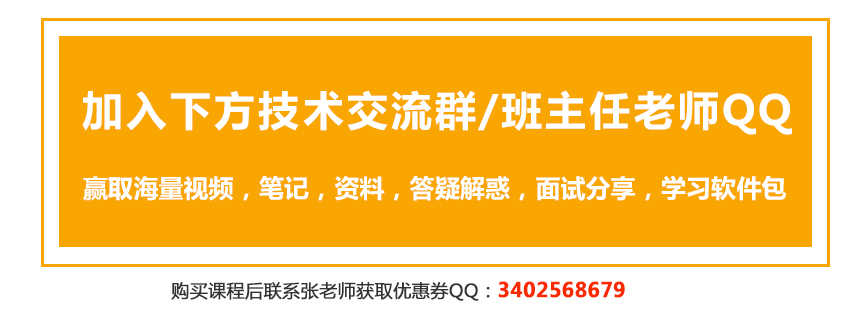 加入下方技术交流群/班主任老师QQ
赢取海量视频，笔记，资料，答疑解惑，面试分享，学习软件包
购买课程后联系张老师获取优惠券QQ：3402568679